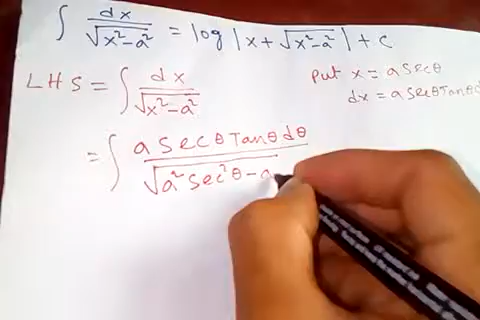 ∫ dx/√(x²-a²) = log |x + √(x²-a²)| + c
LHS = ∫ dx/√(x²-a²)
Put x = a secθ
dx = a secθ Tanθ d
= ∫ a secθ Tanθ dθ / √(a² sec²θ - a